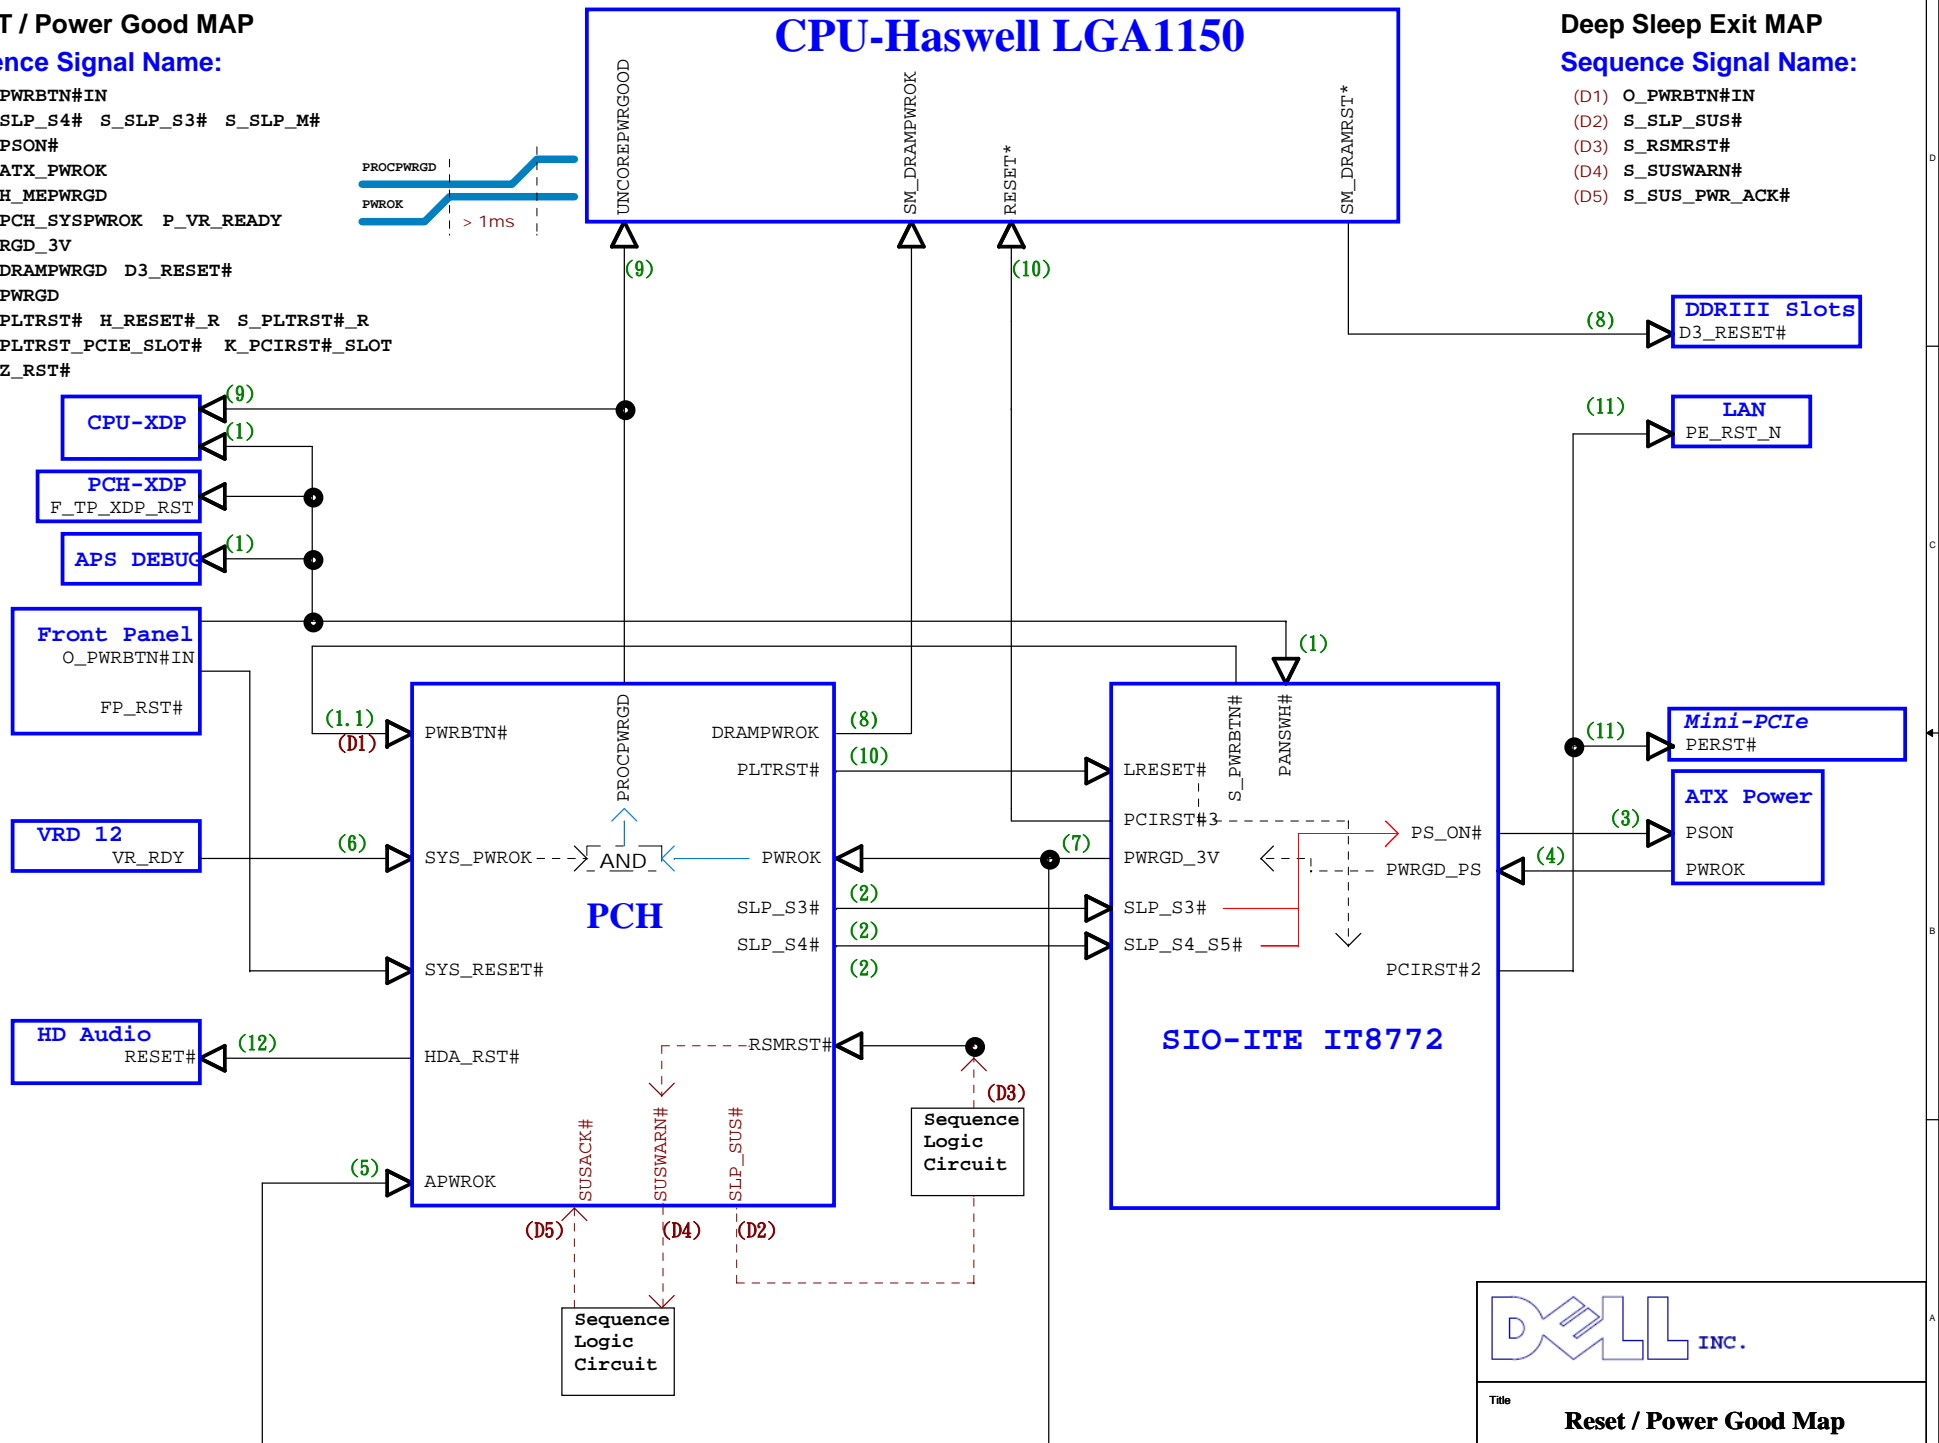 T / Power Good MAP
ence Signal Name:
PWRBTN#IN
SLP_S4# S_SLP_S3# S_SLP_M#
PSON#
ATX_PWROK
H_MEPWRGD
PCH_SYSPWROK P_VR_READY
RGD_3V
DRAMPWRGD D3_RESET#
PWRGD
PLTRST# H_RESET#_R S_PLTRST#_R
PLTRST_PCIE_SLOT# K_PCIRST#_SLOT
Z_RST#
PROCPWRGD
PWROK
> 1ms
CPU-Haswell LGA1150
UNCOREPWRGOOD
SM_DRAMPWROK
RESET*
SM_DRAMRST*
Deep Sleep Exit MAP
Sequence Signal Name:
(D1) O_PWRBTN#IN
(D2) S_SLP_SUS#
(D3) S_RSMRST#
(D4) S_SUSWARN#
(D5) S_SUS_PWR_ACK#
D
(9)
(10)
(8)
DDRIII Slots
D3_RESET#
(9)
CPU-XDP
(1)
(11)
LAN
PE_RST_N
PCH-XDP
F_TP_XDP_RST
(1)
APS DEBUG
C
Front Panel
O_PWRBTN#IN
FP_RST#
(1)
(1.1)
(D1)
PWRBTN#
PROCPWRGD
DRAMPWROK
(8)
PLTRST#
(10)
LRESET#
S_PWRBTN#
PANSWH#
(11)
Mini-PCIe
PERST#
PCIRST#3
PS_ON#
(3)
ATX Power
PSON
PWROK
VRD 12
VR_RDY
(6)
SYS_PWROK
AND
PWROK
(7)
PWRGD_3V
PWRGD_PS
(4)
PCH
SLP_S3#
(2)
SLP_S3#
SLP_S4#
(2)
SLP_S4_S5#
(2)
B
SYS_RESET#
PCIRST#2
HD Audio
RESET#
(12)
HDA_RST#
RSMRST#
SIO-ITE IT8772
(D3)
Sequence
Logic
Circuit
SUSACK#
SUSWARN#
SLP_SUS#
(5)
APWROK
(D5)
(D4)
(D2)
Sequence
Logic
Circuit
A
DELL INC.
Title
Reset / Power Good Map